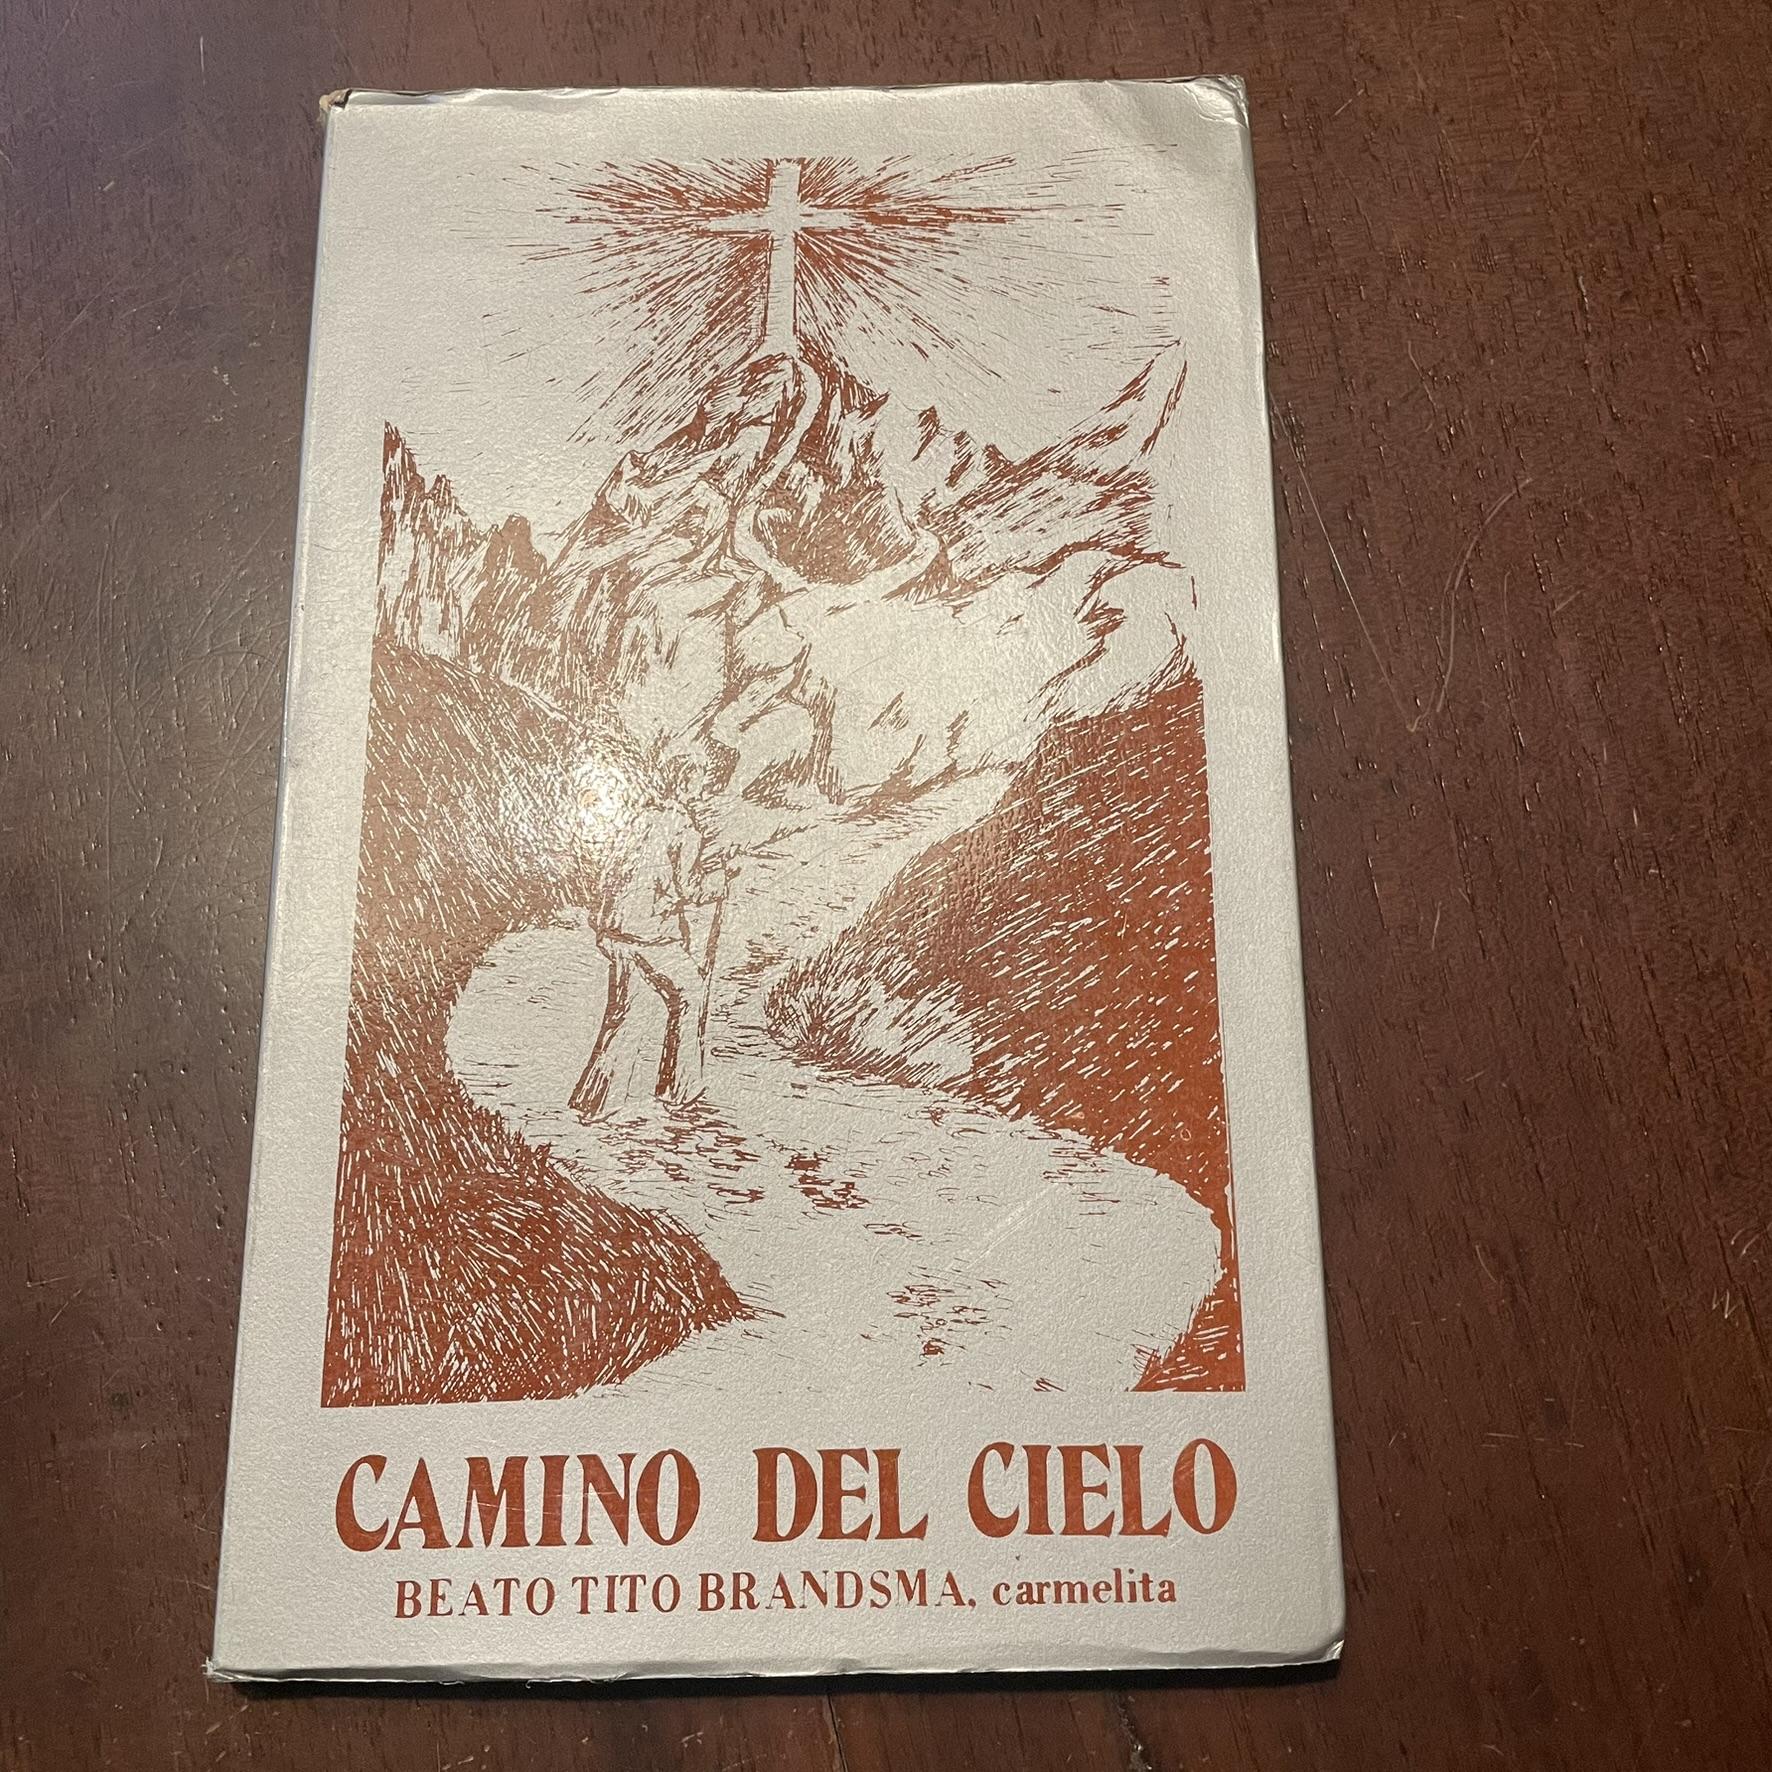 CAMINO DEL CIELO
BEATO TITO BRANDSMA, carmelita